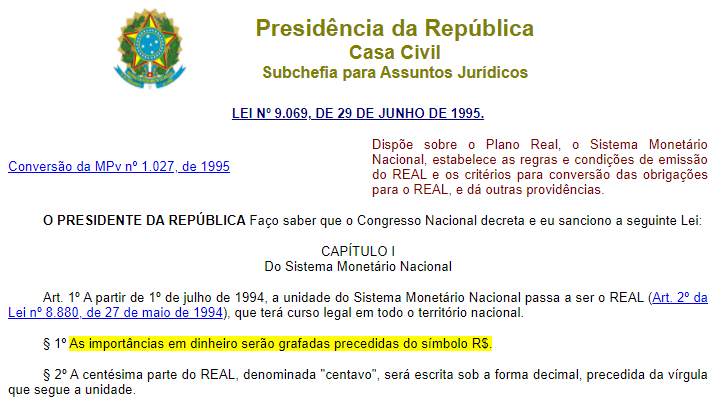 Presidência da República
Casa Civil
Subchefia para Assuntos Jurídicos
LEI Nº 9.069, DE 29 DE JUNHO DE 1995.
Conversão da MPv nº 1.027, de 1995
Dispõe sobre o Plano Real, o Sistema Monetário
Nacional, estabelece as regras e condições de emissão
do REAL e os critérios para conversão das obrigações
para o REAL, e dá outras providências.
O PRESIDENTE DA REPÚBLICA Faço saber que o Congresso Nacional decreta e eu sanciono a seguinte Lei:
CAPÍTULO I
Do Sistema Monetário Nacional
Art. 1º A partir de 1º de julho de 1994, a unidade do Sistema Monetário Nacional passa a ser o REAL (Art. 2º da
Lei nº 8.880, de 27 de maio de 1994), que terá curso legal em todo o território nacional.
§ 1º As importâncias em dinheiro serão grafadas precedidas do símbolo R$.
§ 2º A centésima parte do REAL, denominada "centavo", será escrita sob a forma decimal, precedida da vírgula
que segue a unidade.